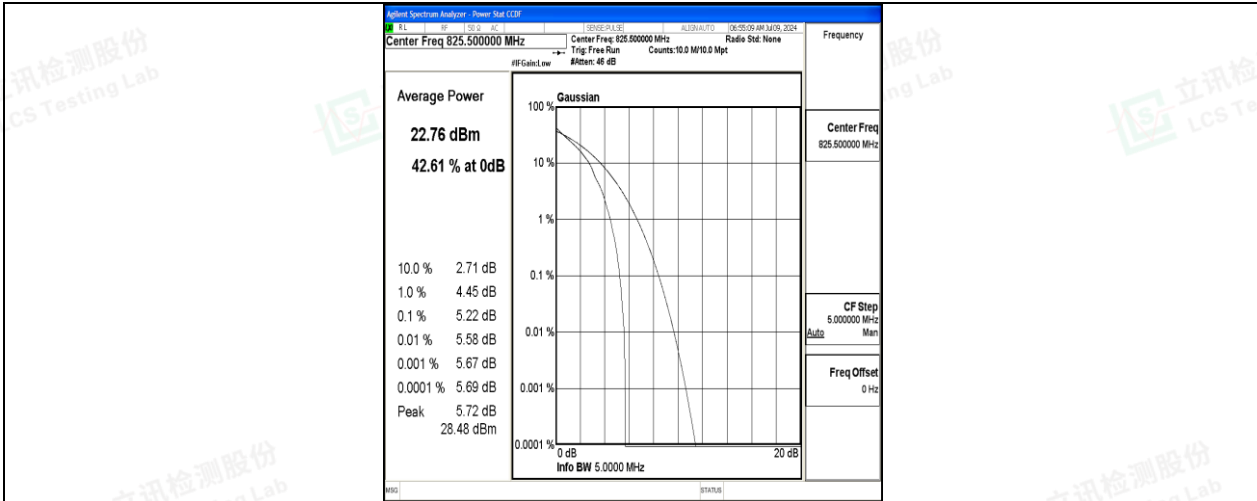 Agilent Spectrum Analyzer - Power Stat CCDF
RL RF 50 Ω AC SENSE:PULSE ALIGN AUTO 06:55:09 AM Jul 09, 2024
Center Freq 825.500000 MHz
Center Freq: 825.500000 MHz Radio Std: None
Trig: Free Run Counts:10.0 M/10.0 Mpt
#IFGain:Low #Atten: 46 dB
Frequency
Average Power
22.76 dBm
42.61 % at 0dB
10.0 % 2.71 dB
1.0 % 4.45 dB
0.1 % 5.22 dB
0.01 % 5.58 dB
0.001 % 5.67 dB
0.0001 % 5.69 dB
Peak 5.72 dB
28.48 dBm
Gaussian
100 %
10 %
1 %
0.1 %
0.01 %
0.001 %
0.0001 %
0 dB 20 dB
Info BW 5.0000 MHz
Center Freq
825.500000 MHz
CF Step
5.000000 MHz
Auto Man
Freq Offset
0 Hz
MSG STATUS
立讯检测股份
LCS Testing Lab